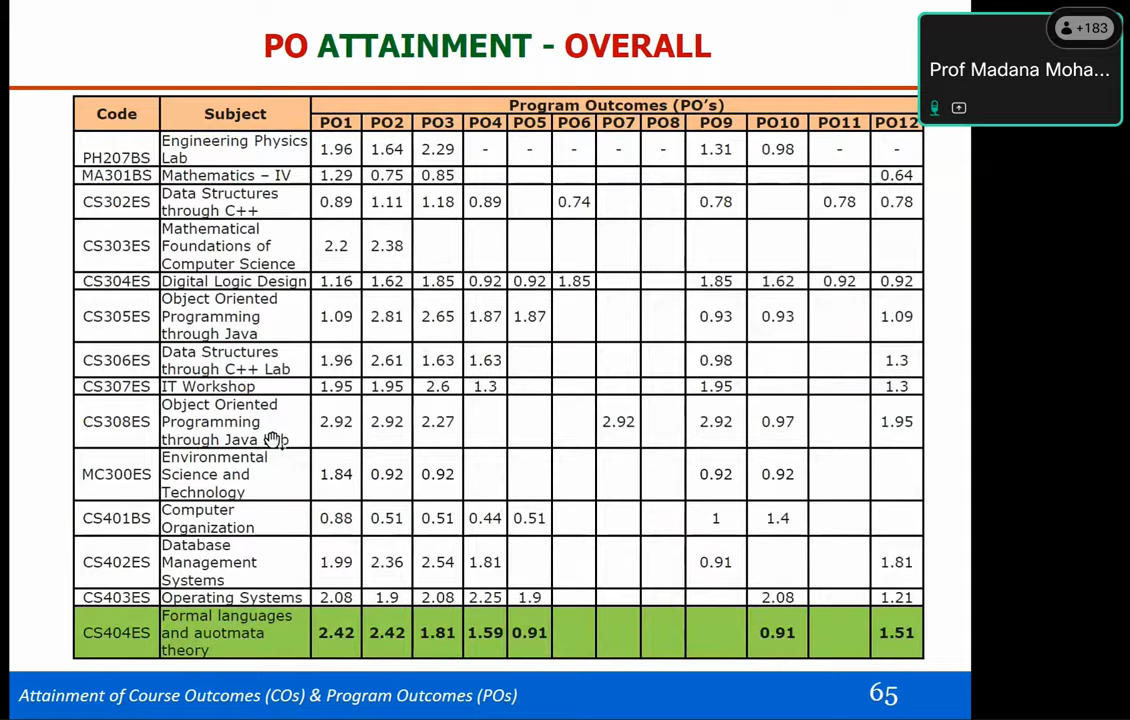 PO ATTAINMENT - OVERALL
+183
Prof Madana Moha...
Code Subject Program Outcomes (PO's)
PO1 PO2 PO3 PO4 PO5 PO6 PO7 PO8 PO9 PO10 PO11 PO12
PH207BS Engineering Physics Lab 1.96 1.64 2.29 - - - - - 1.31 0.98 - -
MA301BS Mathematics – IV 1.29 0.75 0.85 0.64
CS302ES Data Structures through C++ 0.89 1.11 1.18 0.89 0.74 0.78 0.78 0.78
CS303ES Mathematical Foundations of Computer Science 2.2 2.38
CS304ES Digital Logic Design 1.16 1.62 1.85 0.92 0.92 1.85 1.85 1.62 0.92 0.92
CS305ES Object Oriented Programming through Java 1.09 2.81 2.65 1.87 1.87 0.93 0.93 1.09
CS306ES Data Structures through C++ Lab 1.96 2.61 1.63 1.63 0.98 1.3
CS307ES IT Workshop 1.95 1.95 2.6 1.3 1.95 1.3
CS308ES Object Oriented Programming through Java 2.92 2.92 2.27 2.92 2.92 0.97 1.95
MC300ES Environmental Science and Technology 1.84 0.92 0.92 0.92 0.92
CS401BS Computer Organization 0.88 0.51 0.51 0.44 0.51 1 1.4
CS402ES Database Management Systems 1.99 2.36 2.54 1.81 0.91 1.81
CS403ES Operating Systems 2.08 1.9 2.08 2.25 1.9 2.08 1.21
CS404ES Formal languages and auotmata theory 2.42 2.42 1.81 1.59 0.91 0.91 1.51
Attainment of Course Outcomes (COs) & Program Outcomes (POs) 65